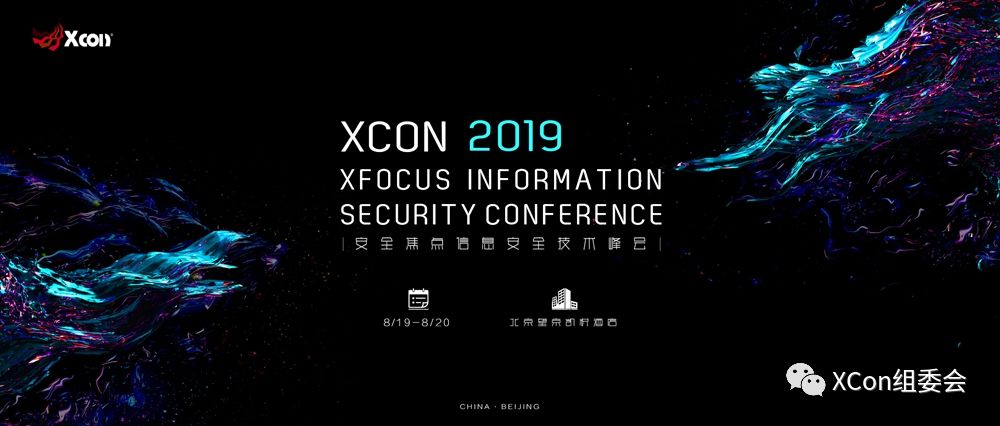 Xcon
XCON 2019
XFOCUS INFORMATION
SECURITY CONFERENCE
安全焦点信息安全技术峰会
8/19-8/20
北京望京凯悦酒店
CHINA · BEIJING
XCon组委会